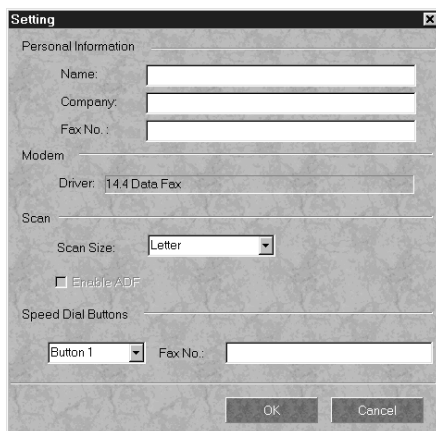 Setting
Personal Information
Name:
Company:
Fax No. :
Modem
Driver: 14.4 Data Fax
Scan
Scan Size: Letter
Enable ADF
Speed Dial Buttons
Button 1 Fax No.:
OK Cancel